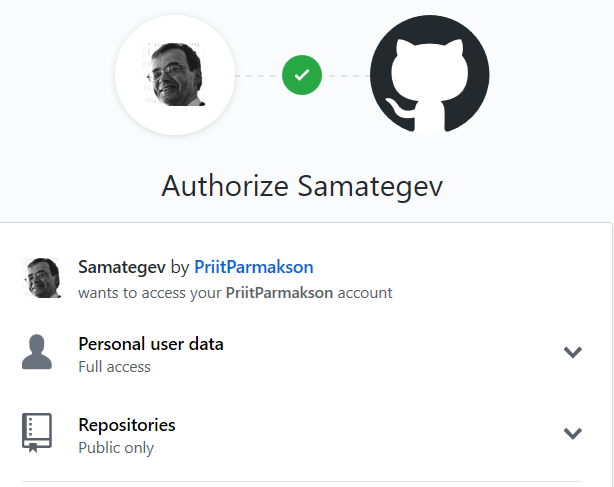 Authorize Samategev
Samategev by PriitParmakson
wants to access your PriitParmakson account
Personal user data
Full access
Repositories
Public only